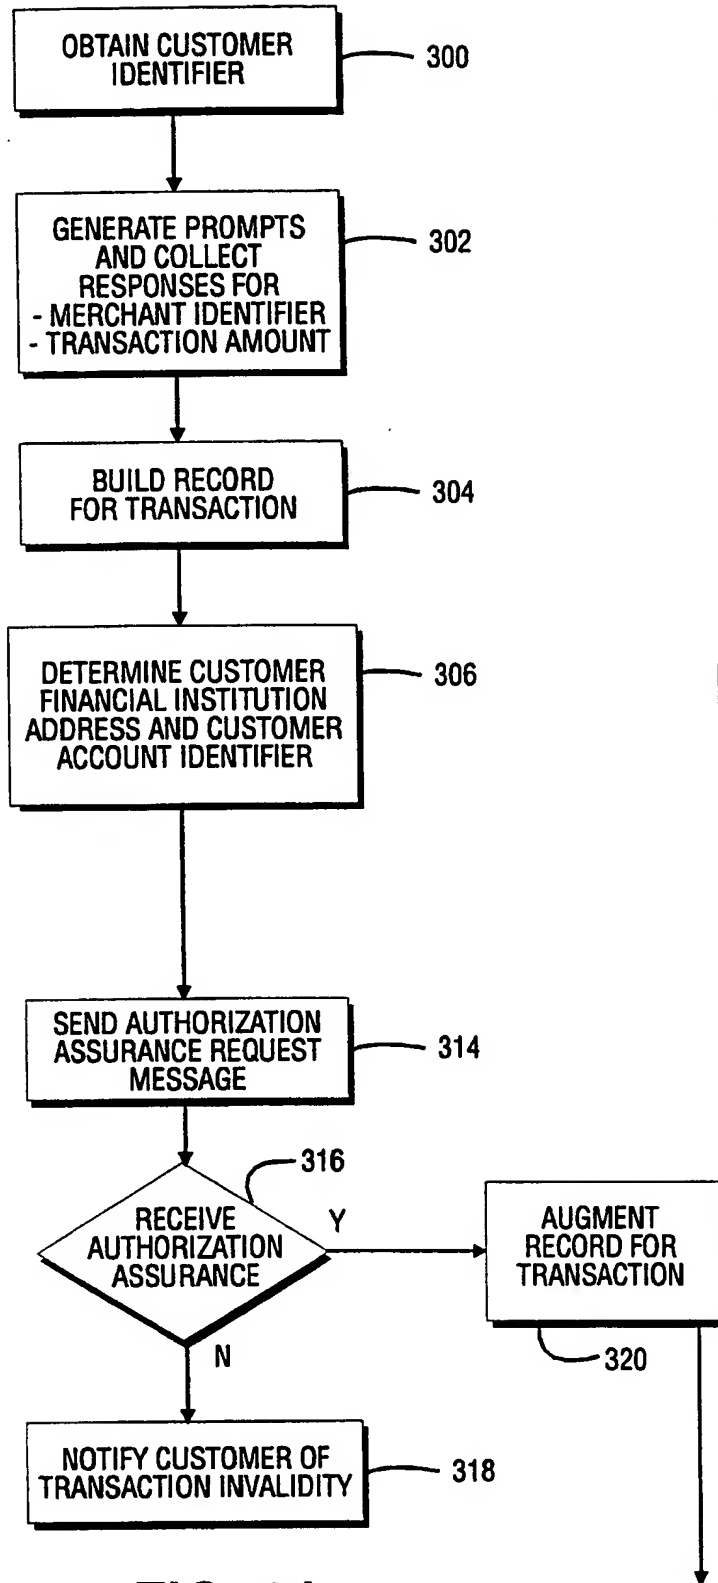 OBTAIN CUSTOMER
IDENTIFIER
300
GENERATE PROMPTS
AND COLLECT
RESPONSES FOR
- MERCHANT IDENTIFIER
- TRANSACTION AMOUNT
302
BUILD RECORD
FOR TRANSACTION
304
DETERMINE CUSTOMER
FINANCIAL INSTITUTION
ADDRESS AND CUSTOMER
ACCOUNT IDENTIFIER
306
SEND AUTHORIZATION
ASSURANCE REQUEST
MESSAGE
314
316
RECEIVE
AUTHORIZATION
ASSURANCE
Y
AUGMENT
RECORD FOR
TRANSACTION
320
N
NOTIFY CUSTOMER OF
TRANSACTION INVALIDITY
318